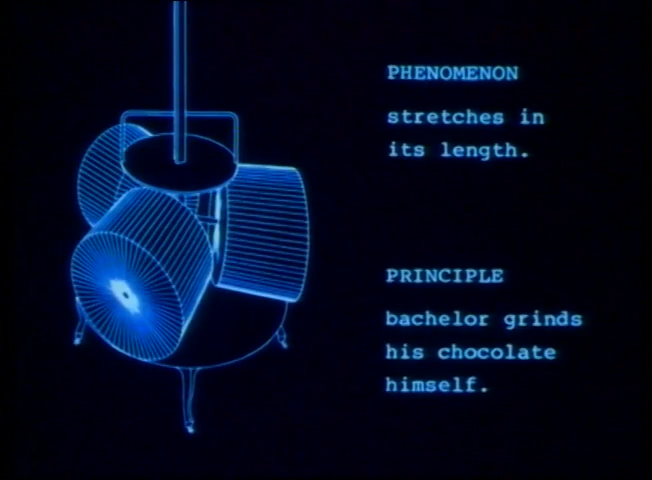 PHENOMENON
stretches in
its length.
PRINCIPLE
bachelor grinds
his chocolate
himself.